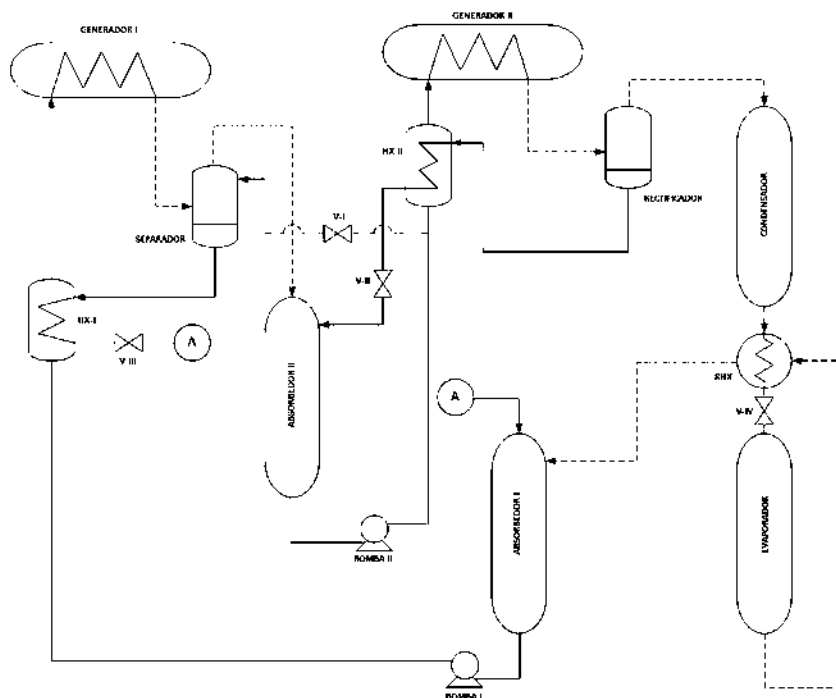 GENERADOR I
GENERADOR II
HX II
RECTIFICADOR
CONDENSADOR
SEPARADOR
V-I
V-II
HX-I
V-III
A
ABSORBEDOR II
A
SHX
V-IV
ABSORBEDOR I
EVAPORADOR
BOMBA II
BOMBA I